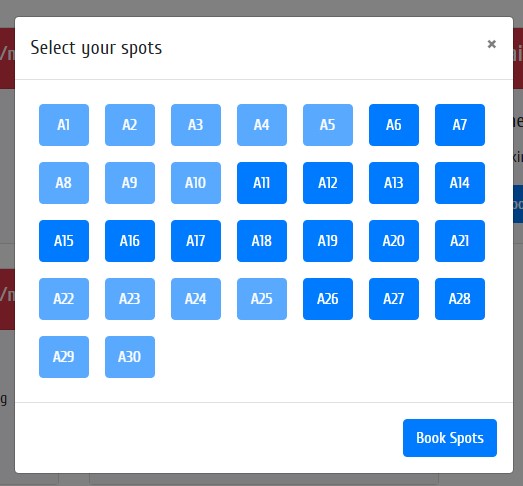 Select your spots ×
A1 A2 A3 A4 A5 A6 A7
A8 A9 A10 A11 A12 A13 A14
A15 A16 A17 A18 A19 A20 A21
A22 A23 A24 A25 A26 A27 A28
A29 A30
Book Spots